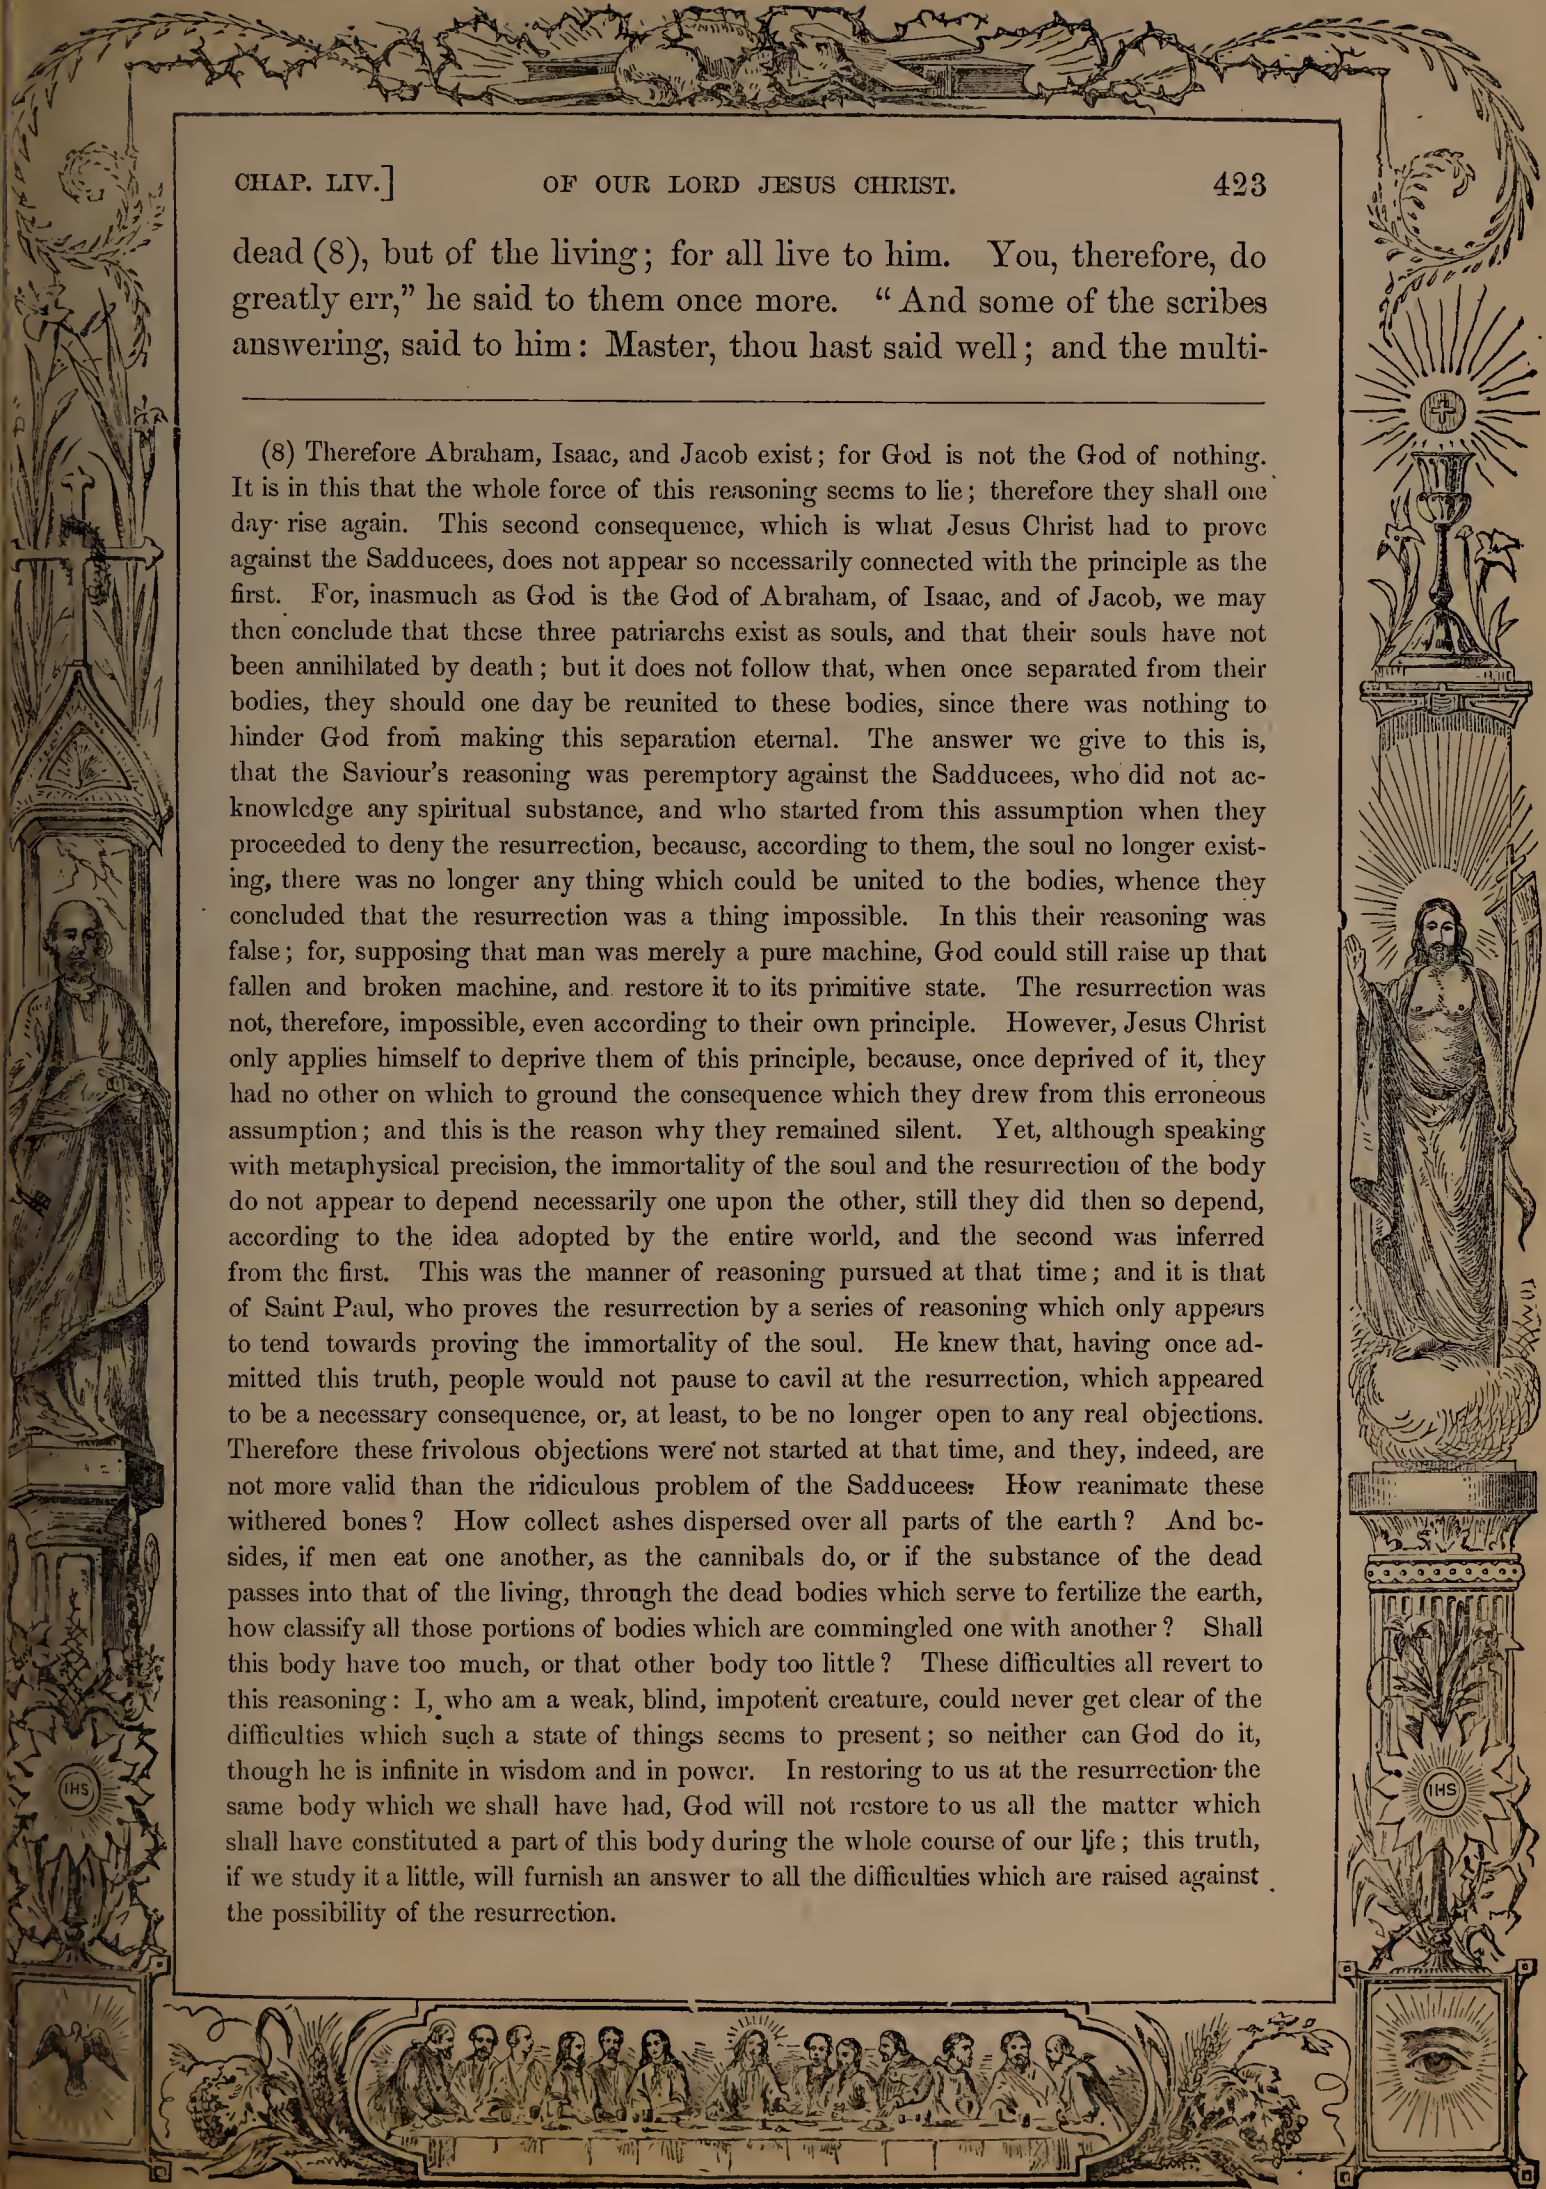 CHAP. LIV.] OF OUR LORD JESUS CHRIST. 423
dead (8), but of the living; for all live to him. You, therefore, do
greatly err,” he said to them once more. “And some of the scribes
answering, said to him: Master, thou hast said well; and the multi-
(8) Therefore Abraham, Isaac, and Jacob exist; for God is not the God of nothing.
It is in this that the whole force of this reasoning seems to lie; therefore they shall one
day rise again. This second consequence, which is what Jesus Christ had to prove
against the Sadducees, does not appear so necessarily connected with the principle as the
first. For, inasmuch as God is the God of Abraham, of Isaac, and of Jacob, we may
then conclude that these three patriarchs exist as souls, and that their souls have not
been annihilated by death; but it does not follow that, when once separated from their
bodies, they should one day be reunited to these bodies, since there was nothing to
hinder God from making this separation eternal. The answer we give to this is,
that the Saviour’s reasoning was peremptory against the Sadducees, who did not ac-
knowledge any spiritual substance, and who started from this assumption when they
proceeded to deny the resurrection, because, according to them, the soul no longer exist-
ing, there was no longer any thing which could be united to the bodies, whence they
concluded that the resurrection was a thing impossible. In this their reasoning was
false; for, supposing that man was merely a pure machine, God could still raise up that
fallen and broken machine, and restore it to its primitive state. The resurrection was
not, therefore, impossible, even according to their own principle. However, Jesus Christ
only applies himself to deprive them of this principle, because, once deprived of it, they
had no other on which to ground the consequence which they drew from this erroneous
assumption; and this is the reason why they remained silent. Yet, although speaking
with metaphysical precision, the immortality of the soul and the resurrection of the body
do not appear to depend necessarily one upon the other, still they did then so depend,
according to the idea adopted by the entire world, and the second was inferred
from the first. This was the manner of reasoning pursued at that time; and it is that
of Saint Paul, who proves the resurrection by a series of reasoning which only appears
to tend towards proving the immortality of the soul. He knew that, having once ad-
mitted this truth, people would not pause to cavil at the resurrection, which appeared
to be a necessary consequence, or, at least, to be no longer open to any real objections.
Therefore these frivolous objections were not started at that time, and they, indeed, are
not more valid than the ridiculous problem of the Sadducees: How reanimate these
withered bones? How collect ashes dispersed over all parts of the earth? And be-
sides, if men eat one another, as the cannibals do, or if the substance of the dead
passes into that of the living, through the dead bodies which serve to fertilize the earth,
how classify all those portions of bodies which are commingled one with another? Shall
this body have too much, or that other body too little? These difficulties all revert to
this reasoning: I, who am a weak, blind, impotent creature, could never get clear of the
difficulties which such a state of things seems to present; so neither can God do it,
though he is infinite in wisdom and in power. In restoring to us at the resurrection the
same body which we shall have had, God will not restore to us all the matter which
shall have constituted a part of this body during the whole course of our life; this truth,
if we study it a little, will furnish an answer to all the difficulties which are raised against
the possibility of the resurrection.
IHS
IHS